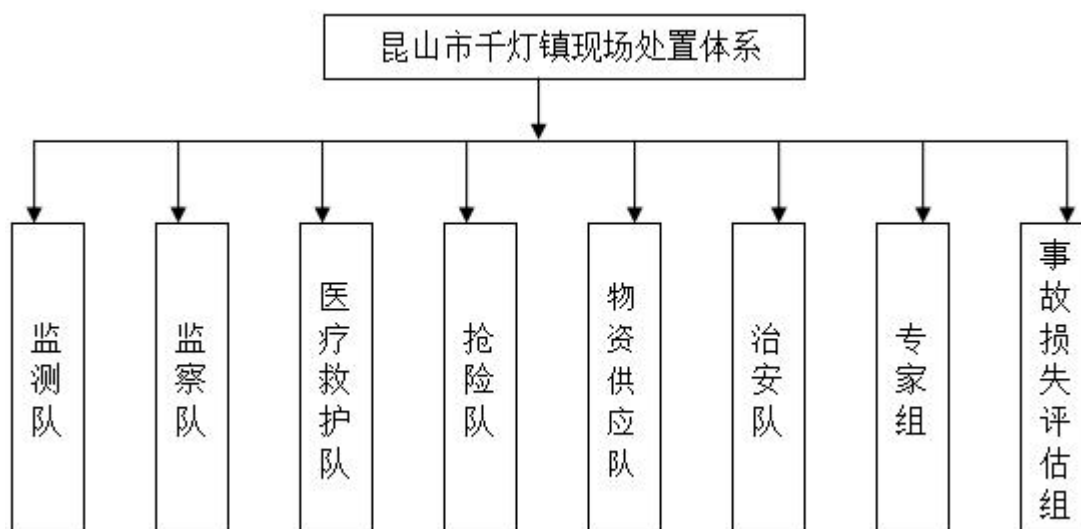 昆山市千灯镇现场处置体系
监测队
监察队
医疗救护队
抢险队
物资供应队
治安队
专家组
事故损失评估组